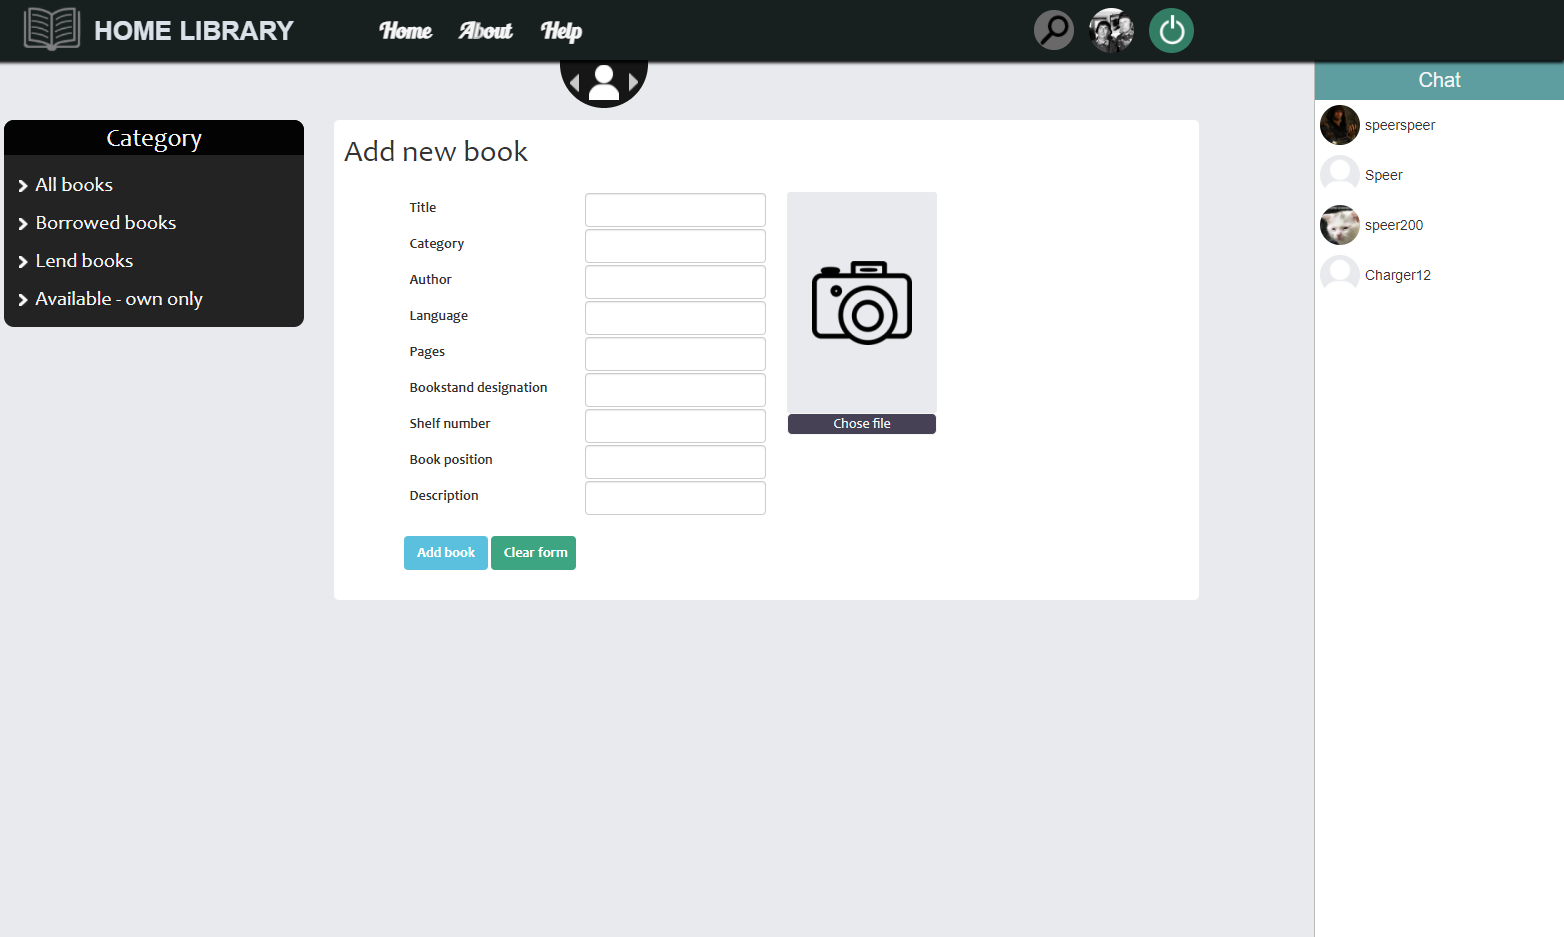 HOME LIBRARY
Home About Help
Category
All books
Borrowed books
Lend books
Available - own only
Add new book
Title
Category
Author
Language
Pages
Bookstand designation
Shelf number
Book position
Description
Chose file
Add book Clear form
Chat
speerspeer
Speer
speer200
Charger12